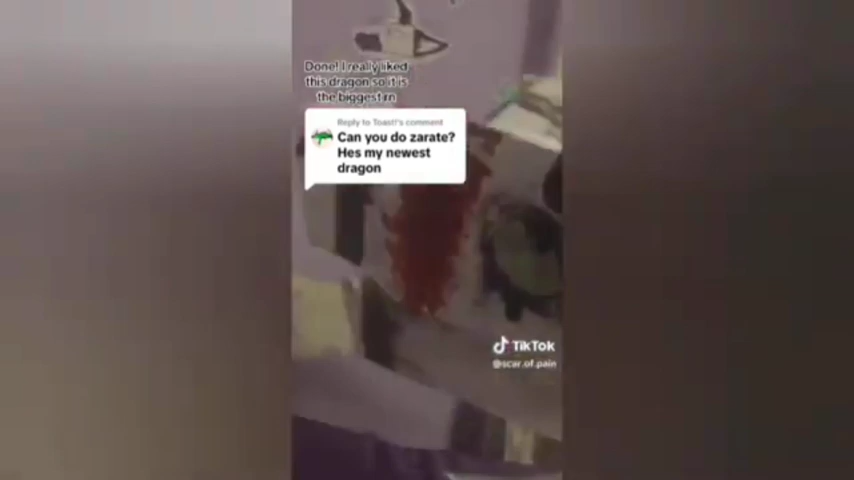 Done! I really liked
this dragon so it is
the biggest rn
Reply to Toast!'s comment
Can you do zarate?
Hes my newest
dragon
TikTok
@scar.of.pain